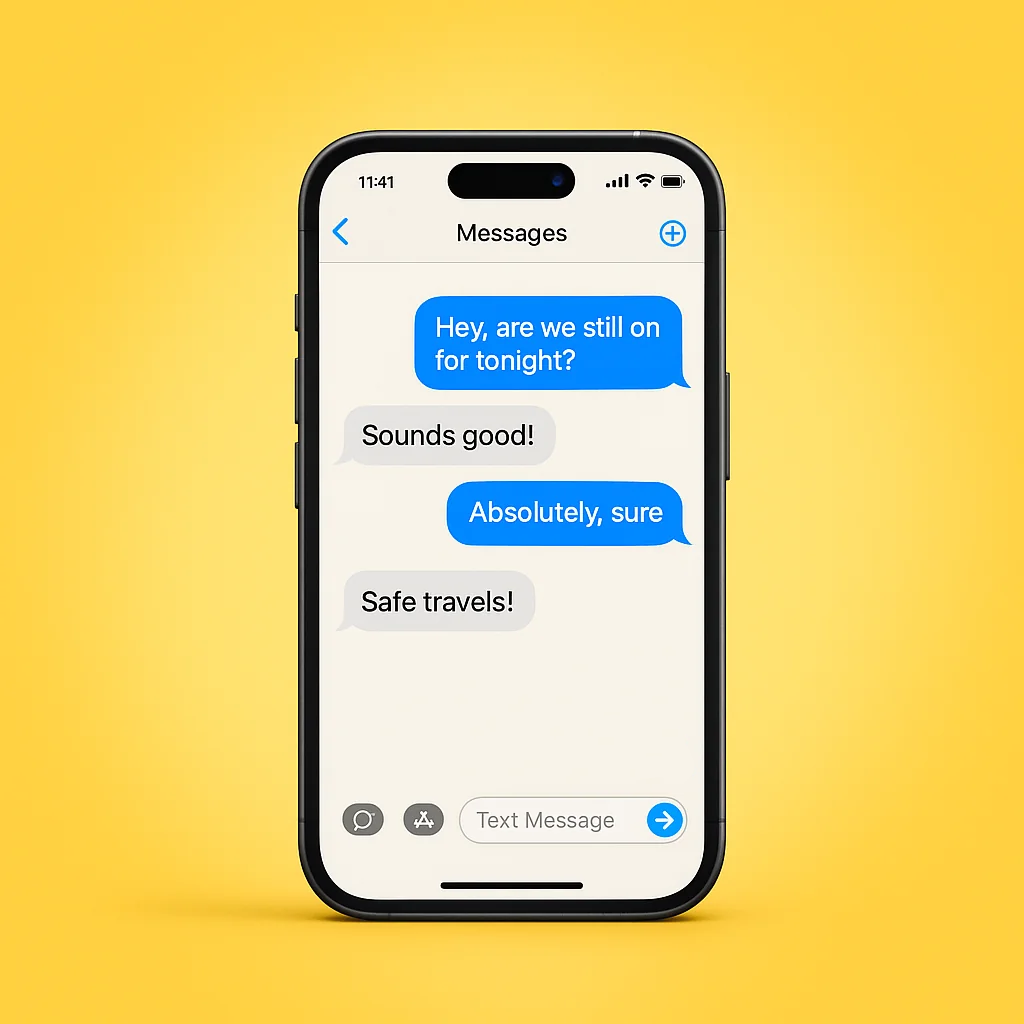 11:41
Messages
Hey, are we still on
for tonight?
Sounds good!
Absolutely, sure
Safe travels!
Text Message